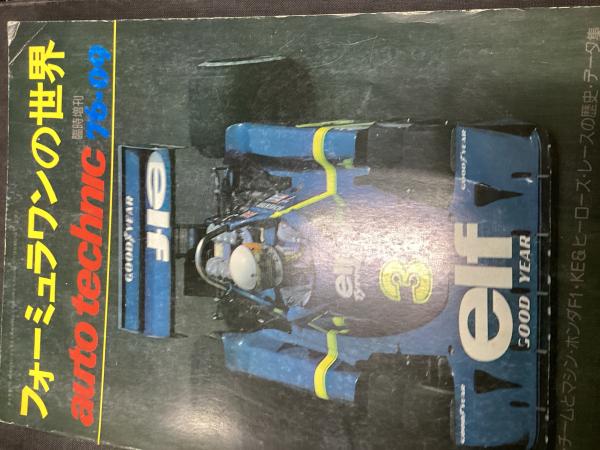 フォーミュラワンの世界
臨時増刊
auto technic 76-09
チームとマシン・ホンダF1・KE&ヒーローズ・レースの歴史・データ集
elf
GOOD YEAR
elf
3
elf
GOOD YEAR
GOOD YEAR
GOOD YEAR